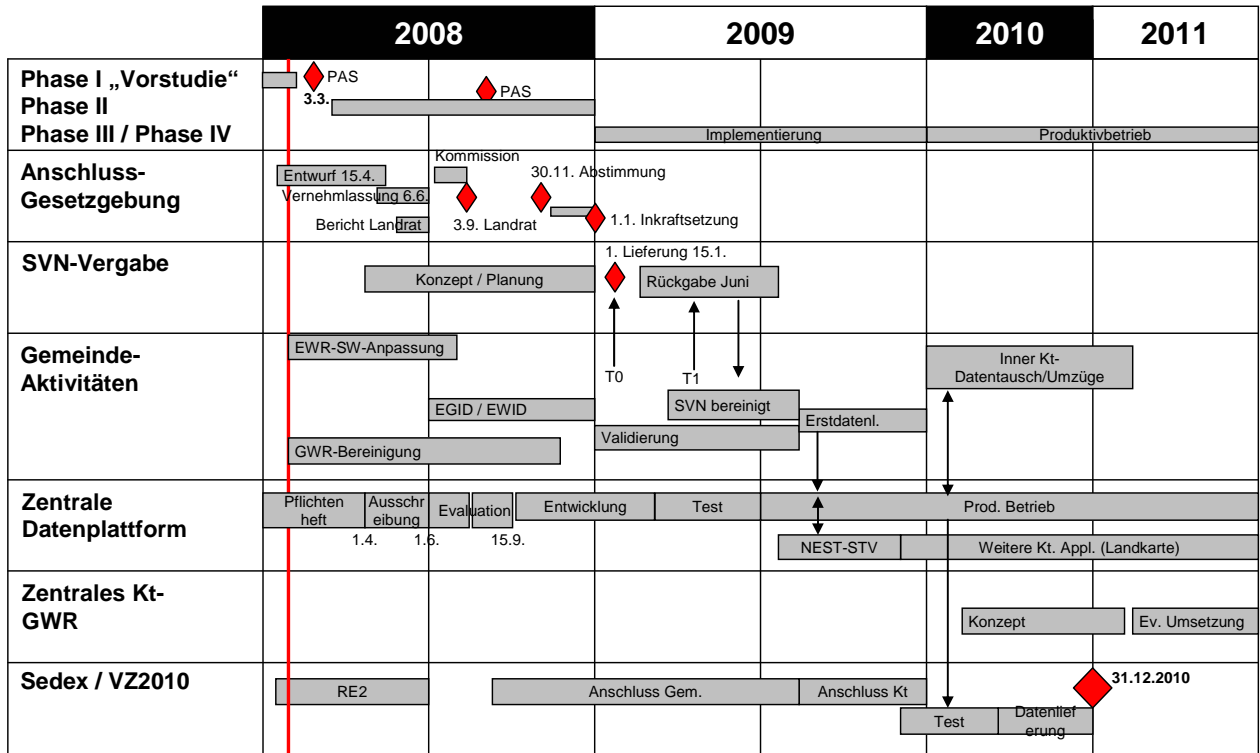 2008
2009
2010
2011
Phase I „Vorstudie“
Phase II
Phase III / Phase IV
PAS
3.3.
PAS
Implementierung
Produktivbetrieb
Anschluss-
Gesetzgebung
Kommission
Entwurf 15.4.
30.11. Abstimmung
Vernehmlassung 6.6.
Bericht Landrat
3.9. Landrat
1.1. Inkraftsetzung
SVN-Vergabe
1. Lieferung 15.1.
Konzept / Planung
Rückgabe Juni
Gemeinde-
Aktivitäten
EWR-SW-Anpassung
T0
T1
Inner Kt-
Datentausch/Umzüge
EGID / EWID
SVN bereinigt
Erstdatenl.
Validierung
GWR-Bereinigung
Zentrale
Datenplattform
Pflichten
heft
Ausschr
eibung
Evaluation
Entwicklung
Test
Prod. Betrieb
1.4.
1.6.
15.9.
NEST-STV
Weitere Kt. Appl. (Landkarte)
Zentrales Kt-
GWR
Konzept
Ev. Umsetzung
Sedex / VZ2010
RE2
Anschluss Gem.
Anschluss Kt
31.12.2010
Test
Datenlief
erung